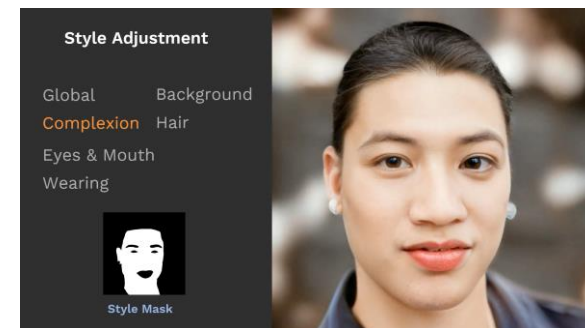 Style Adjustment
Global Background
Complexion Hair
Eyes & Mouth
Wearing
Style Mask